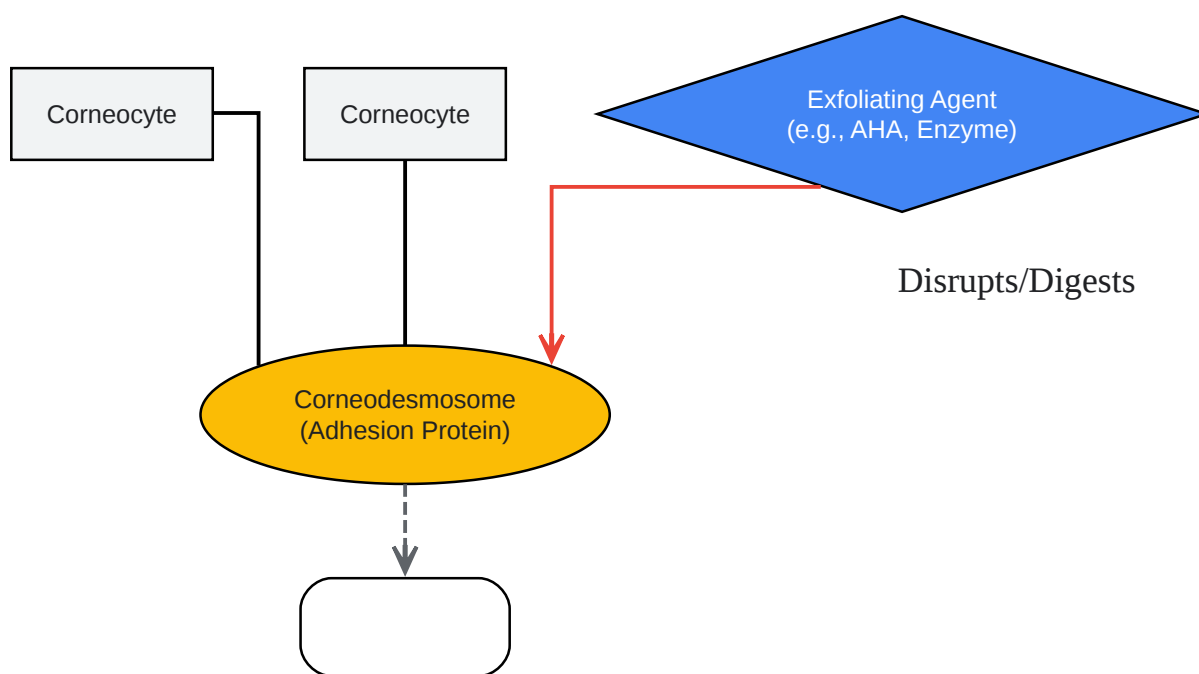 Corneocyte
Corneocyte
Exfoliating Agent
(e.g., AHA, Enzyme)
Disrupts/Digests
Corneodesmosome
(Adhesion Protein)